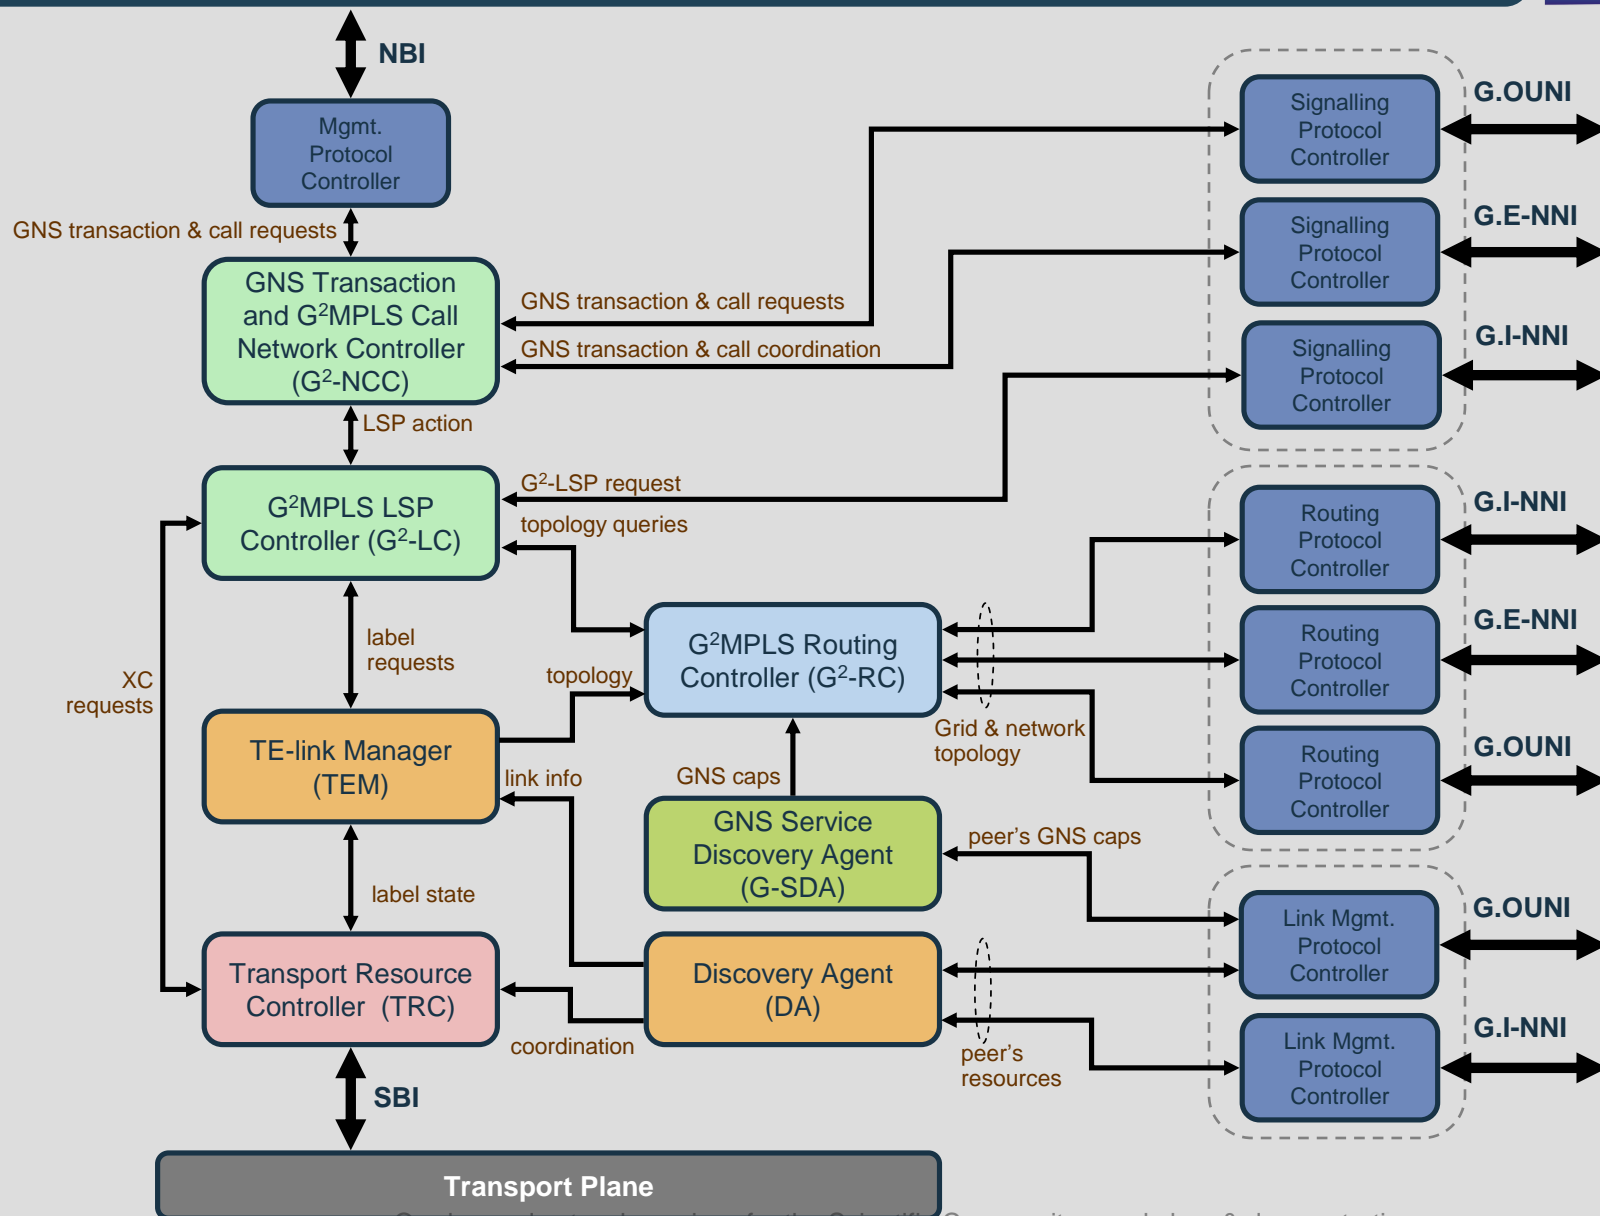 NBI
Mgmt.
Protocol
Controller
GNS transaction & call requests
GNS Transaction
and G²MPLS Call
Network Controller
(G²-NCC)
GNS transaction & call requests
GNS transaction & call coordination
LSP action
G²MPLS LSP
Controller (G²-LC)
G²-LSP request
topology queries
XC
requests
label
requests
topology
G²MPLS Routing
Controller (G²-RC)
Grid & network
topology
TE-link Manager
(TEM)
link info
GNS caps
GNS Service
Discovery Agent
(G-SDA)
peer's GNS caps
label state
Transport Resource
Controller (TRC)
coordination
Discovery Agent
(DA)
peer's
resources
SBI
Transport Plane
Signalling
Protocol
Controller
G.OUNI
Signalling
Protocol
Controller
G.E-NNI
Signalling
Protocol
Controller
G.I-NNI
Routing
Protocol
Controller
G.I-NNI
Routing
Protocol
Controller
G.E-NNI
Routing
Protocol
Controller
G.OUNI
Link Mgmt.
Protocol
Controller
G.OUNI
Link Mgmt.
Protocol
Controller
G.I-NNI